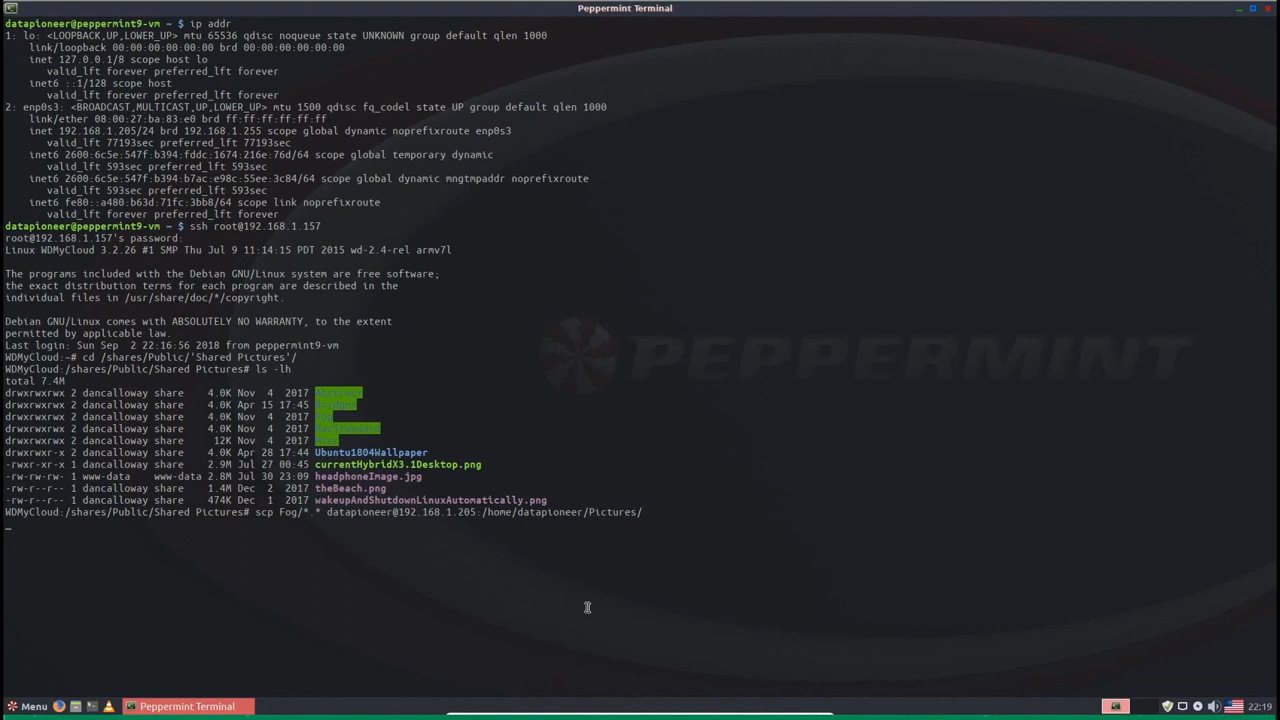 Peppermint Terminal
datapioneer@peppermint9-vm ~ $ ip addr
1: lo: <LOOPBACK,UP,LOWER_UP> mtu 65536 qdisc noqueue state UNKNOWN group default qlen 1000
    link/loopback 00:00:00:00:00:00 brd 00:00:00:00:00:00
    inet 127.0.0.1/8 scope host lo
       valid_lft forever preferred_lft forever
    inet6 ::1/128 scope host
       valid_lft forever preferred_lft forever
2: enp0s3: <BROADCAST,MULTICAST,UP,LOWER_UP> mtu 1500 qdisc fq_codel state UP group default qlen 1000
    link/ether 08:00:27:ba:83:e0 brd ff:ff:ff:ff:ff:ff
    inet 192.168.1.205/24 brd 192.168.1.255 scope global dynamic noprefixroute enp0s3
       valid_lft 77193sec preferred_lft 77193sec
    inet6 2600:6c5e:547f:b394:fddc:1674:216e:76d/64 scope global temporary dynamic
       valid_lft 593sec preferred_lft 593sec
    inet6 2600:6c5e:547f:b394:b7ac:e98c:55ee:3c84/64 scope global dynamic mngtmpaddr noprefixroute
       valid_lft 593sec preferred_lft 593sec
    inet6 fe80::a480:b63d:71fc:3bb8/64 scope link noprefixroute
       valid_lft forever preferred_lft forever
datapioneer@peppermint9-vm ~ $ ssh root@192.168.1.157
root@192.168.1.157's password:
Linux WDMyCloud 3.2.26 #1 SMP Thu Jul 9 11:14:15 PDT 2015 wd-2.4-rel armv7l
The programs included with the Debian GNU/Linux system are free software;
the exact distribution terms for each program are described in the
individual files in /usr/share/doc/*/copyright.
Debian GNU/Linux comes with ABSOLUTELY NO WARRANTY, to the extent
permitted by applicable law.
Last login: Sun Sep  2 22:16:56 2018 from peppermint9-vm
WDMyCloud:~# cd /shares/Public/'Shared Pictures'/
WDMyCloud:/shares/Public/Shared Pictures# ls -lh
total 7.4M
drwxrwxrwx 2 dancalloway share    4.0K Nov  4  2017
drwxrwxrwx 2 dancalloway share    4.0K Apr 15 17:45
drwxrwxrwx 2 dancalloway share    4.0K Nov  4  2017
drwxrwxrwx 2 dancalloway share    4.0K Nov  4  2017
drwxrwxrwx 2 dancalloway share     12K Nov  4  2017
drwxrwxr-x 2 dancalloway share    4.0K Apr 28 17:44 Ubuntu1804Wallpaper
-rwxr-xr-x 1 dancalloway share    2.9M Jul 27 00:45 currentHybridX3.1Desktop.png
-rw-rw-rw- 1 www-data    www-data 2.8M Jul 30 23:09 headphoneImage.jpg
-rw-r--r-- 1 dancalloway share    1.4M Dec  2  2017 theBeach.png
-rw-r--r-- 1 dancalloway share    474K Dec  1  2017 wakeupAndShutdownLinuxAutomatically.png
WDMyCloud:/shares/Public/Shared Pictures# scp Fog/*.* datapioneer@192.168.1.205:/home/datapioneer/Pictures/
PEPPERMINT
Menu
Peppermint Terminal
22:19